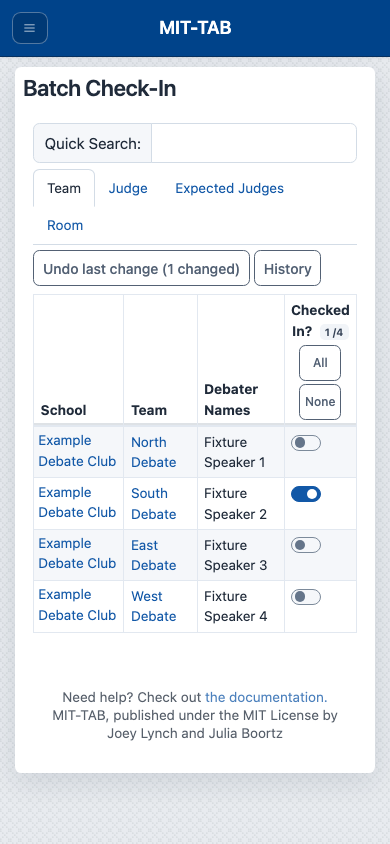 MIT-TAB
Batch Check-In
Quick Search:
Team
Judge
Expected Judges
Room
Undo last change (1 changed)
History
School
Team
Debater
Names
Checked
In? 1 /4
All
None
Example
Debate Club
North
Debate
Fixture
Speaker 1
Example
Debate Club
South
Debate
Fixture
Speaker 2
Example
Debate Club
East
Debate
Fixture
Speaker 3
Example
Debate Club
West
Debate
Fixture
Speaker 4
Need help? Check out the documentation.
MIT-TAB, published under the MIT License by
Joey Lynch and Julia Boortz